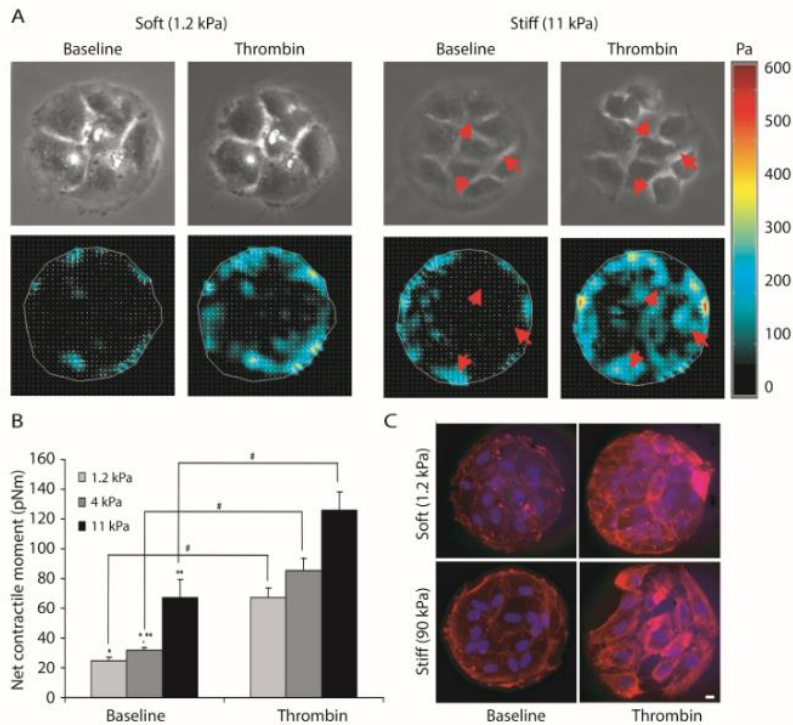 A
Soft (1.2 kPa)
Stiff (11 kPa)
Baseline
Thrombin
Baseline
Thrombin
Pa
600
500
400
300
200
100
0
B
Net contractile moment (pNm)
160
140
120
100
80
60
40
20
0
1.2 kPa
4 kPa
11 kPa
#
#
#
*
* **
**
Baseline
Thrombin
C
Soft (1.2 kPa)
Stiff (90 kPa)
Baseline
Thrombin